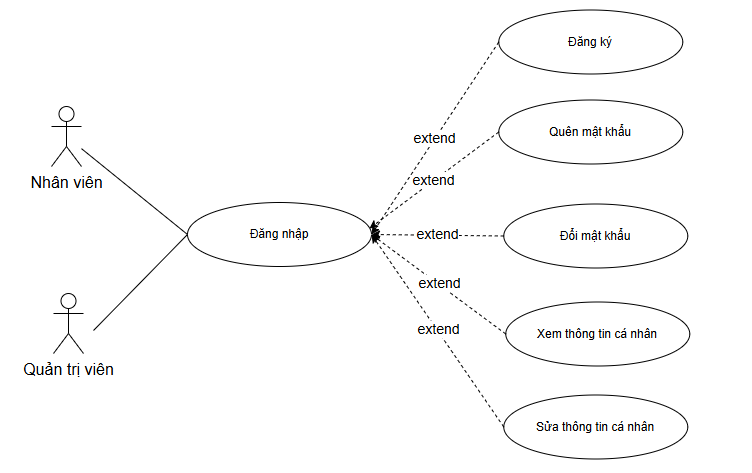 Đăng ký
extend
Quên mật khẩu
extend
Nhân viên
Đăng nhập
extend
Đổi mật khẩu
extend
Xem thông tin cá nhân
extend
Quản trị viên
Sửa thông tin cá nhân